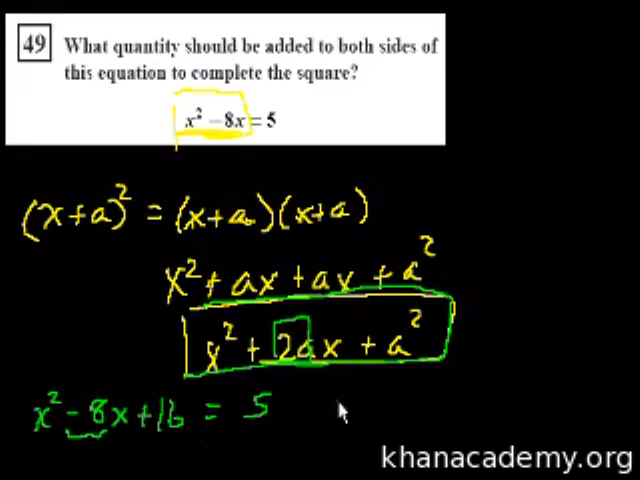 49 What quantity should be added to both sides of
this equation to complete the square?
x² − 8x = 5
(x+a)² = (x+a)(x+a)
x² + ax + ax + a²
x² + 2ax + a²
x² − 8x + 16 = 5
khanacademy.org